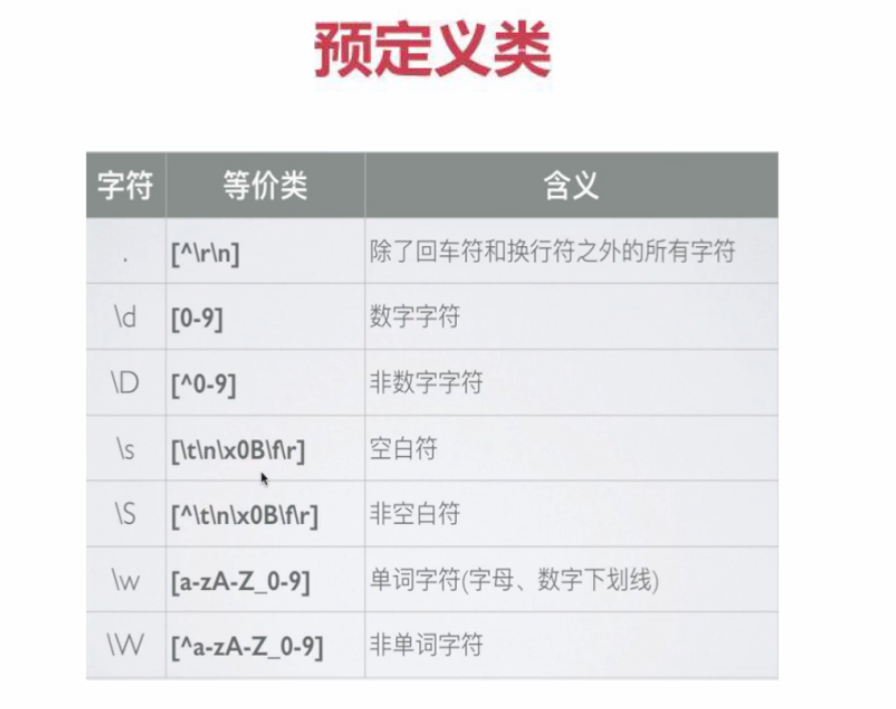 预定义类
字符 等价类 含义
. [^\r\n] 除了回车符和换行符之外的所有字符
\d [0-9] 数字字符
\D [^0-9] 非数字字符
\s [\t\n\x0B\f\r] 空白符
\S [^\t\n\x0B\f\r] 非空白符
\w [a-zA-Z_0-9] 单词字符(字母、数字下划线)
\W [^a-zA-Z_0-9] 非单词字符